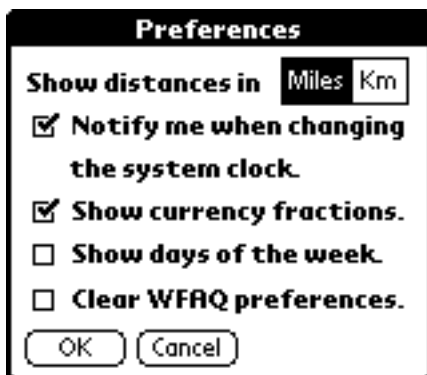 Preferences
Show distances in Miles Km
Notify me when changing
the system clock.
Show currency fractions.
Show days of the week.
Clear WFAQ preferences.
OK Cancel